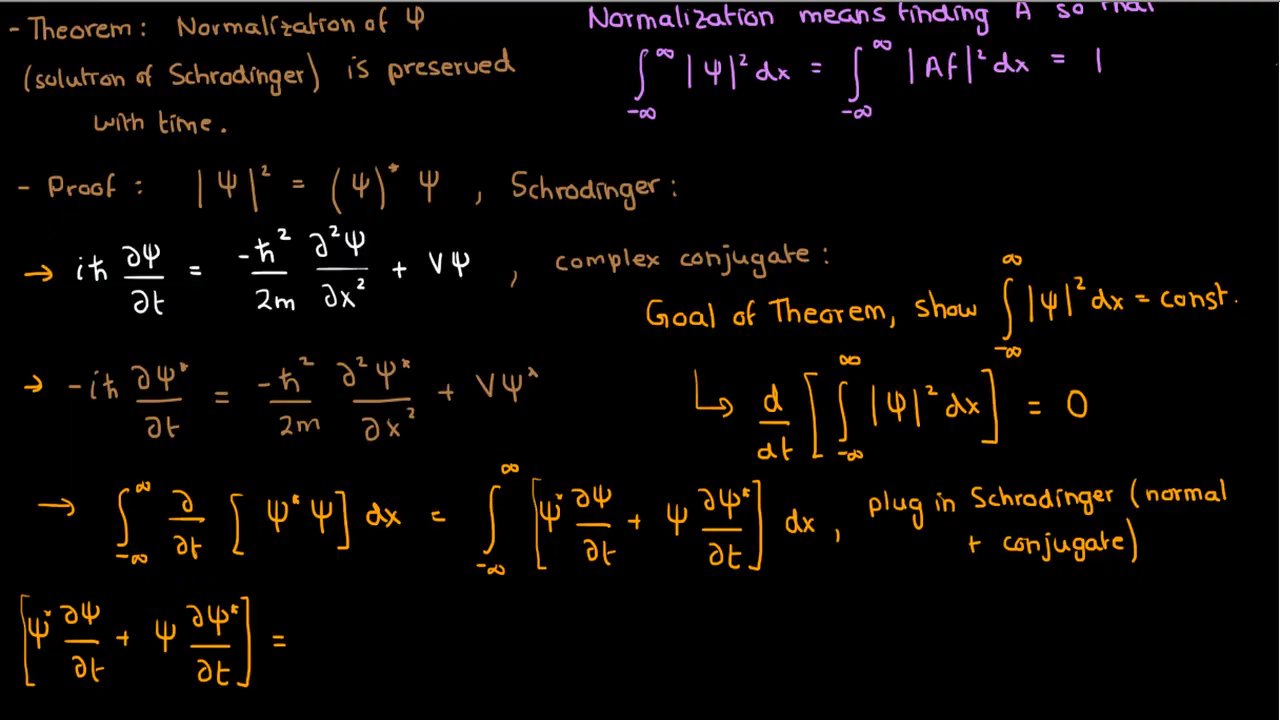 - Theorem: Normalization of Ψ
(solution of Schrodinger) is preserved
with time.
Normalization means finding A so that
∫_{-∞}^{∞} |Ψ|² dx = ∫_{-∞}^{∞} |Af|² dx = 1
- Proof: |Ψ|² = (Ψ)* Ψ, Schrodinger:
→ iħ ∂Ψ/∂t = -ħ²/2m ∂²Ψ/∂x² + VΨ, complex conjugate:
Goal of Theorem, show ∫_{-∞}^{∞} |Ψ|² dx = const.
→ -iħ ∂Ψ*/∂t = -ħ²/2m ∂²Ψ*/∂x² + VΨ*
↳ d/dt [∫_{-∞}^{∞} |Ψ|² dx] = 0
→ ∫_{-∞}^{∞} ∂/∂t [Ψ* Ψ] dx = ∫_{-∞}^{∞} [Ψ* ∂Ψ/∂t + Ψ ∂Ψ*/∂t] dx, plug in Schrodinger (normal
+ conjugate)
[Ψ* ∂Ψ/∂t + Ψ ∂Ψ*/∂t] =